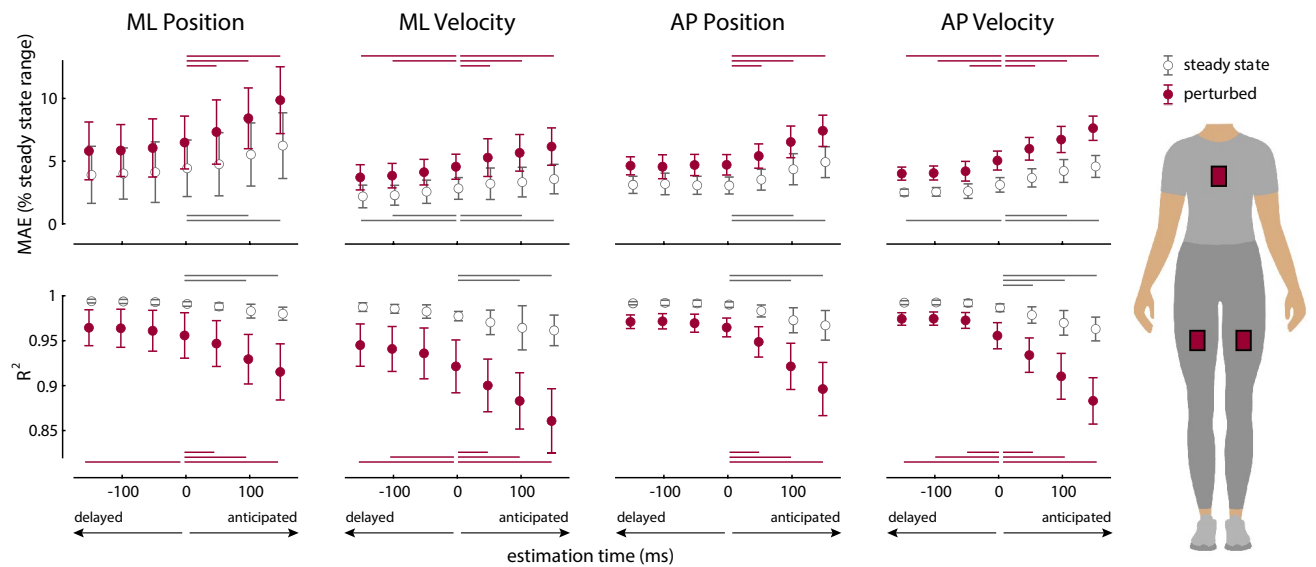 ML Position ML Velocity AP Position AP Velocity
steady state
perturbed
MAE (% steady state range)
10
5
0
R²
1
0.95
0.9
0.85
-100 0 100 -100 0 100 -100 0 100 -100 0 100
delayed anticipated delayed anticipated delayed anticipated delayed anticipated
estimation time (ms)